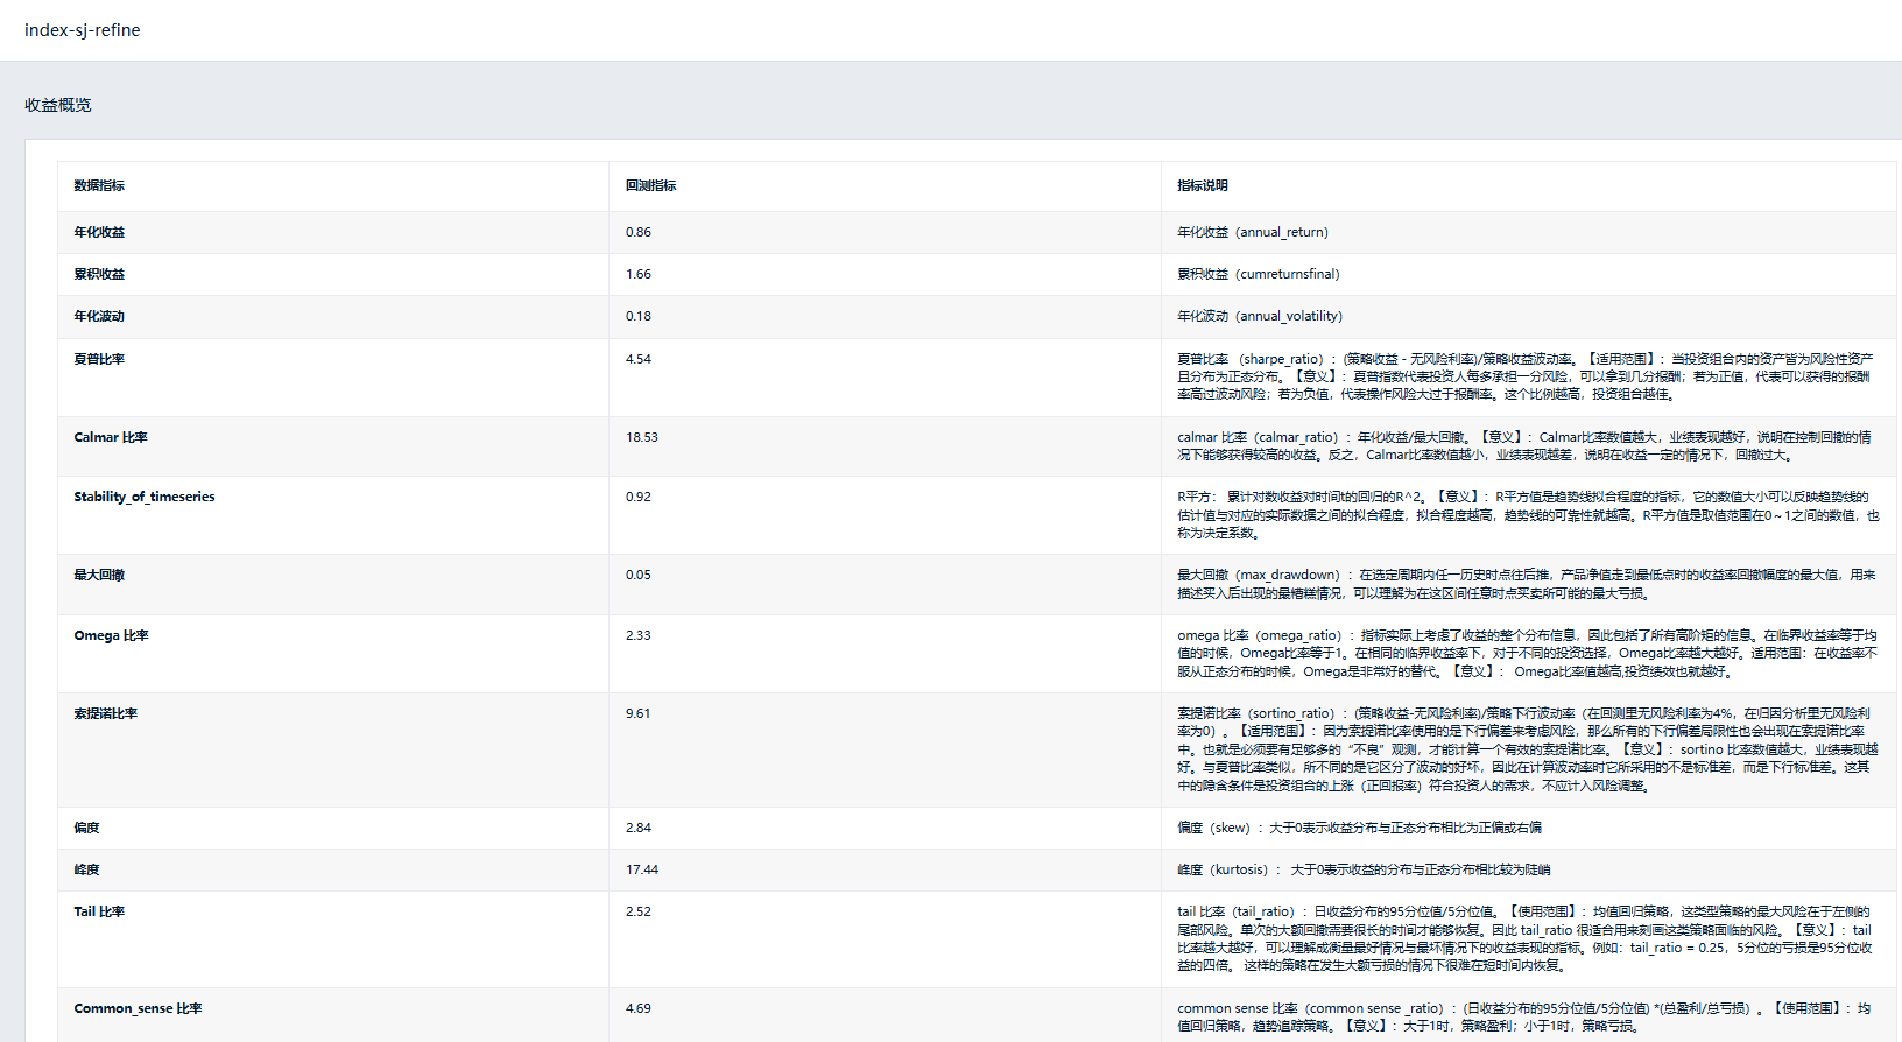 index-sj-refine
收益概览
数据指标 回测指标 指标说明
年化收益 0.86 年化收益（annual_return）
累积收益 1.66 累积收益（cumreturnsfinal）
年化波动 0.18 年化波动（annual_volatility）
夏普比率 4.54 夏普比率 （sharpe_ratio）：(策略收益 - 无风险利率)/策略收益波动率。【适用范围】：当投资组合内的资产皆为风险性资产
且分布为正态分布。【意义】：夏普指数代表投资人每多承担一分风险，可以拿到几分报酬；若为正值，代表可以获得的报酬
率高过波动风险；若为负值，代表操作风险大过于报酬率。这个比例越高，投资组合越佳。
Calmar 比率 18.53 calmar 比率（calmar_ratio）：年化收益/最大回撤。【意义】：Calmar比率数值越大，业绩表现越好，说明在控制回撤的情
况下能够获得较高的收益。反之，Calmar比率数值越小，业绩表现越差，说明在收益一定的情况下，回撤过大。
Stability_of_timeseries 0.92 R平方： 累计对数收益对时间t的回归的R^2。【意义】：R平方值是趋势线拟合程度的指标，它的数值大小可以反映趋势线的
估计值与对应的实际数据之间的拟合程度，拟合程度越高，趋势线的可靠性就越高。R平方值是取值范围在0～1之间的数值，也
称为决定系数。
最大回撤 0.05 最大回撤（max_drawdown）：在选定周期内任一历史时点往后推，产品净值走到最低点时的收益率回撤幅度的最大值，用来
描述买入后出现的最糟糕情况，可以理解为在这区间任意时点买卖所可能的最大亏损。
Omega 比率 2.33 omega 比率（omega_ratio）：指标实际上考虑了收益的整个分布信息，因此包括了所有高阶矩的信息。在临界收益率等于均
值的时候，Omega比率等于1。在相同的临界收益率下，对于不同的投资选择，Omega比率越大越好。适用范围：在收益率不
服从正态分布的时候，Omega是非常好的替代。【意义】： Omega比率值越高,投资绩效也就越好。
索提诺比率 9.61 索提诺比率（sortino_ratio）：(策略收益-无风险利率)/策略下行波动率（在回测里无风险利率为4%，在归因分析里无风险利
率为0）。【适用范围】：因为索提诺比率使用的是下行偏差来考虑风险，那么所有的下行偏差局限性也会出现在索提诺比率
中。也就是必须要有足够多的“不良”观测，才能计算一个有效的索提诺比率。【意义】：sortino 比率数值越大，业绩表现越
好。与夏普比率类似，所不同的是它区分了波动的好坏，因此在计算波动率时它所采用的不是标准差，而是下行标准差。这其
中的隐含条件是投资组合的上涨（正回报率）符合投资人的需求，不应计入风险调整。
偏度 2.84 偏度（skew）：大于0表示收益分布与正态分布相比为正偏或右偏
峰度 17.44 峰度（kurtosis）： 大于0表示收益的分布与正态分布相比较为陡峭
Tail 比率 2.52 tail 比率（tail_ratio）：日收益分布的95分位值/5分位值。【使用范围】：均值回归策略，这类型策略的最大风险在于左侧的
尾部风险。单次的大额回撤需要很长的时间才能够恢复。因此 tail_ratio 很适合用来刻画这类策略面临的风险。【意义】：tail
比率越大越好，可以理解成衡量最好情况与最坏情况下的收益表现的指标。例如：tail_ratio = 0.25，5分位的亏损是95分位收
益的四倍。 这样的策略在发生大额亏损的情况下很难在短时间内恢复。
Common_sense 比率 4.69 common sense 比率（common sense _ratio）：(日收益分布的95分位值/5分位值) *(总盈利/总亏损）。【使用范围】：均
值回归策略，趋势追踪策略。【意义】：大于1时，策略盈利；小于1时，策略亏损。